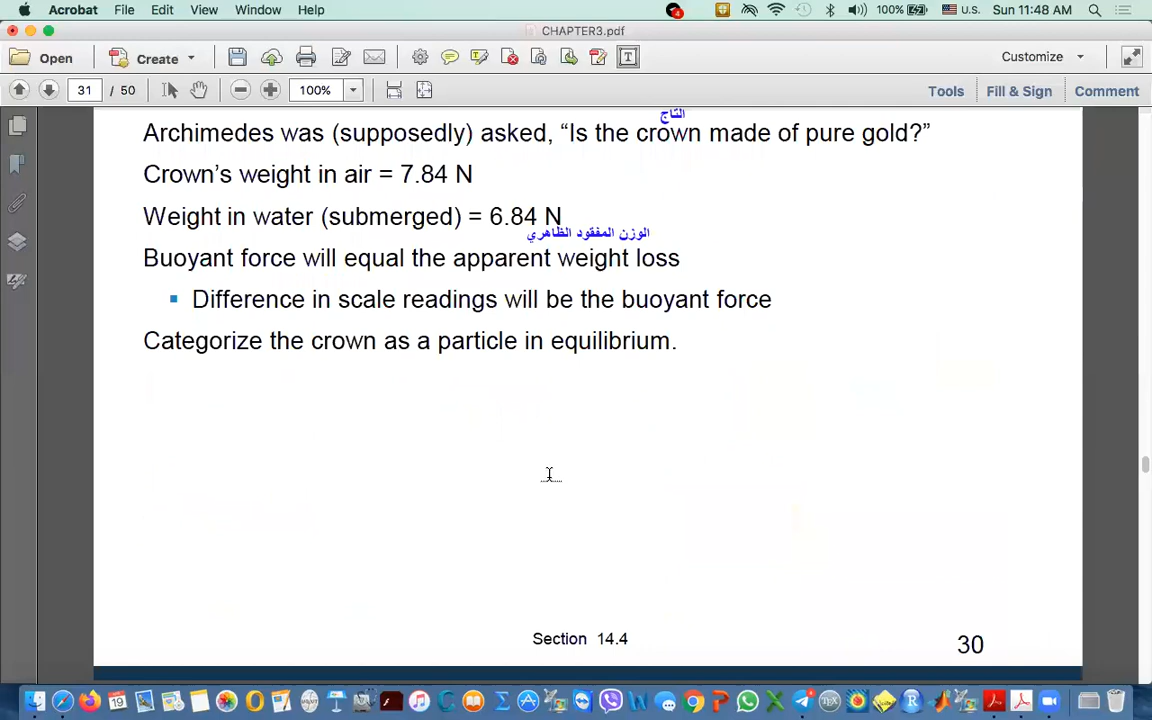 Acrobat File Edit View Window Help 4 100% U.S. Sun 11:48 AM
CHAPTER3.pdf
Open Create Customize
31 / 50 100% Tools Fill & Sign Comment
التاج
Archimedes was (supposedly) asked, “Is the crown made of pure gold?”
Crown’s weight in air = 7.84 N
Weight in water (submerged) = 6.84 N
الوزن المفقود الظاهري
Buoyant force will equal the apparent weight loss
▪ Difference in scale readings will be the buoyant force
Categorize the crown as a particle in equilibrium.
Section 14.4
30
19